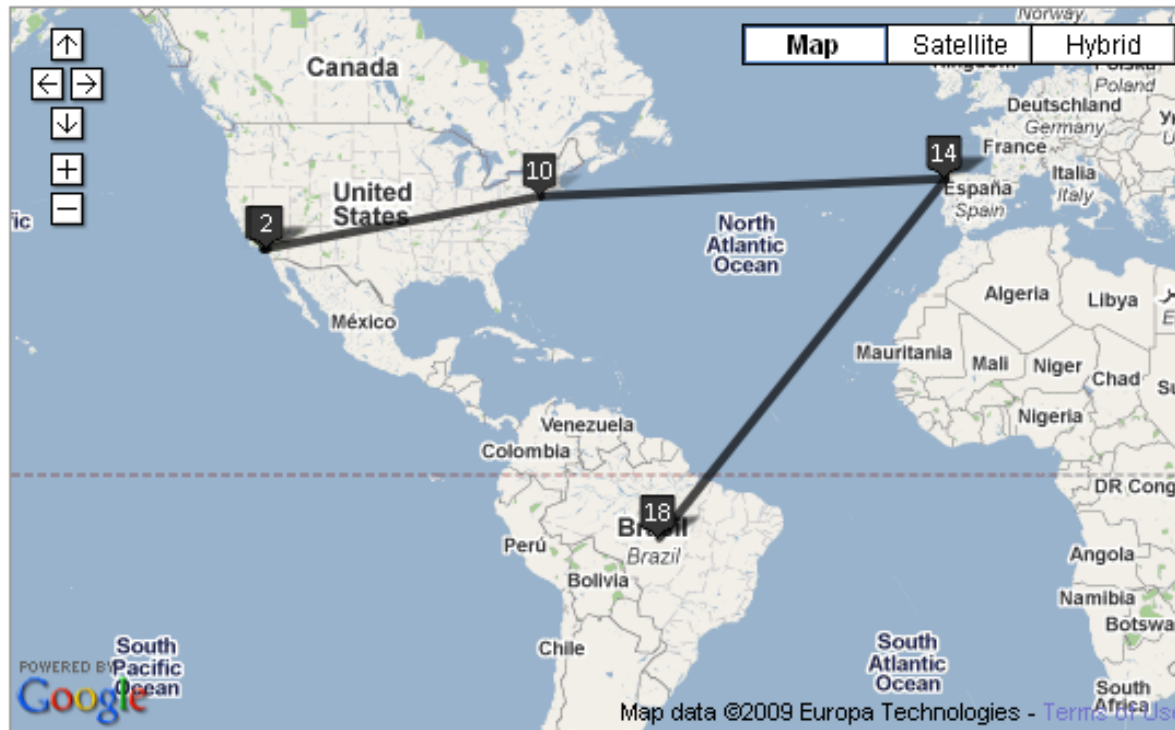 Norway
Map
Satellite
Hybrid
Canada
Polska
Poland
Deutschland
Germany
France
14
10
Italia
Italy
España
Spain
United
States
2
North
Atlantic
Ocean
Algeria
Libya
México
Mauritania
Mali
Niger
Chad
Nigeria
Venezuela
Colombia
DR Cong
18
Brasil
Brazil
Perú
Bolivia
Angola
Namibia
Botswa
Chile
South
Pacific
Ocean
South
Atlantic
Ocean
South
Africa
POWERED BY
Google
Map data ©2009 Europa Technologies - Terms of Use